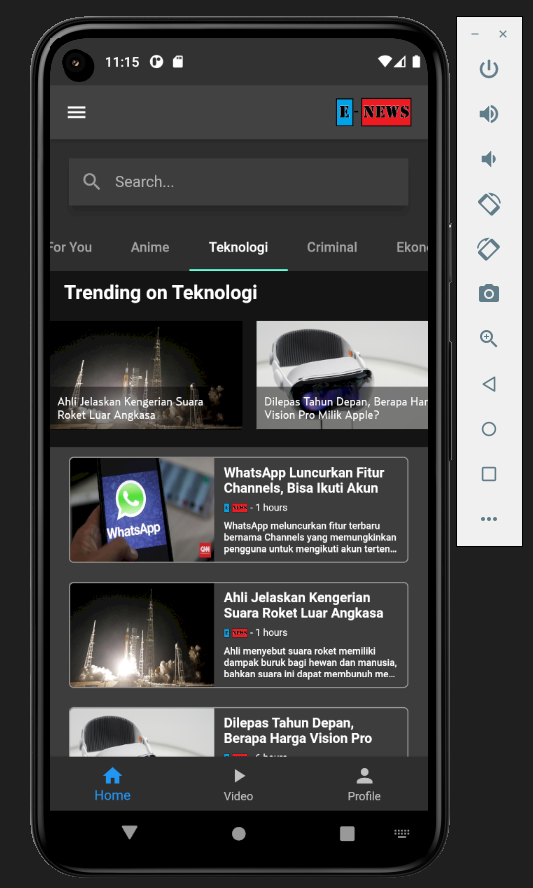 11:15
E - NEWS
Search...
For You Anime Teknologi Criminal Ekon
Trending on Teknologi
Ahli Jelaskan Kengerian Suara
Roket Luar Angkasa
Dilepas Tahun Depan, Berapa Har
Vision Pro Milik Apple?
WhatsApp
CNN
WhatsApp Luncurkan Fitur
Channels, Bisa Ikuti Akun
E - NEWS - 1 hours
WhatsApp meluncurkan fitur terbaru
bernama Channels yang memungkinkan
pengguna untuk mengikuti akun terten...
Ahli Jelaskan Kengerian
Suara Roket Luar Angkasa
E - NEWS - 1 hours
Ahli menyebut suara roket memiliki
dampak buruk bagi hewan dan manusia,
bahkan suara ini dapat membunuh me...
Dilepas Tahun Depan,
Berapa Harga Vision Pro
Home Video Profile